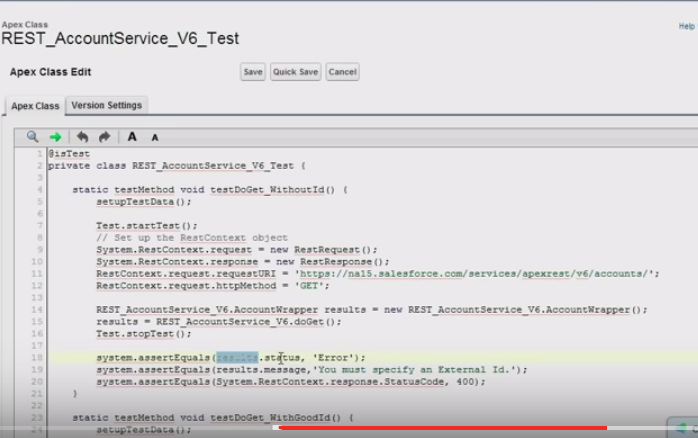 Apex Class
REST_AccountService_V6_Test
Help
Apex Class Edit
Save
Quick Save
Cancel
Apex Class
Version Settings
A A
1 @isTest
2 private class REST_AccountService_V6_Test {
3
4 static testMethod void testDoGet_WithoutId() {
5 setupTestData();
6
7 Test.startTest();
8 // Set up the RestContext object
9 System.RestContext.request = new RestRequest();
10 System.RestContext.response = new RestResponse();
11 RestContext.request.requestURI = 'https://na15.salesforce.com/services/apexrest/v6/accounts/';
12 RestContext.request.httpMethod = 'GET';
13
14 REST_AccountService_V6.AccountWrapper results = new REST_AccountService_V6.AccountWrapper();
15 results = REST_AccountService_V6.doGet();
16 Test.stopTest();
17
18 system.assertEquals(results.status, 'Error');
19 system.assertEquals(results.message,'You must specify an External Id.');
20 system.assertEquals(System.RestContext.response.StatusCode, 400);
21 }
22
23 static testMethod void testDoGet_WithGoodId() {
24 setupTestData();